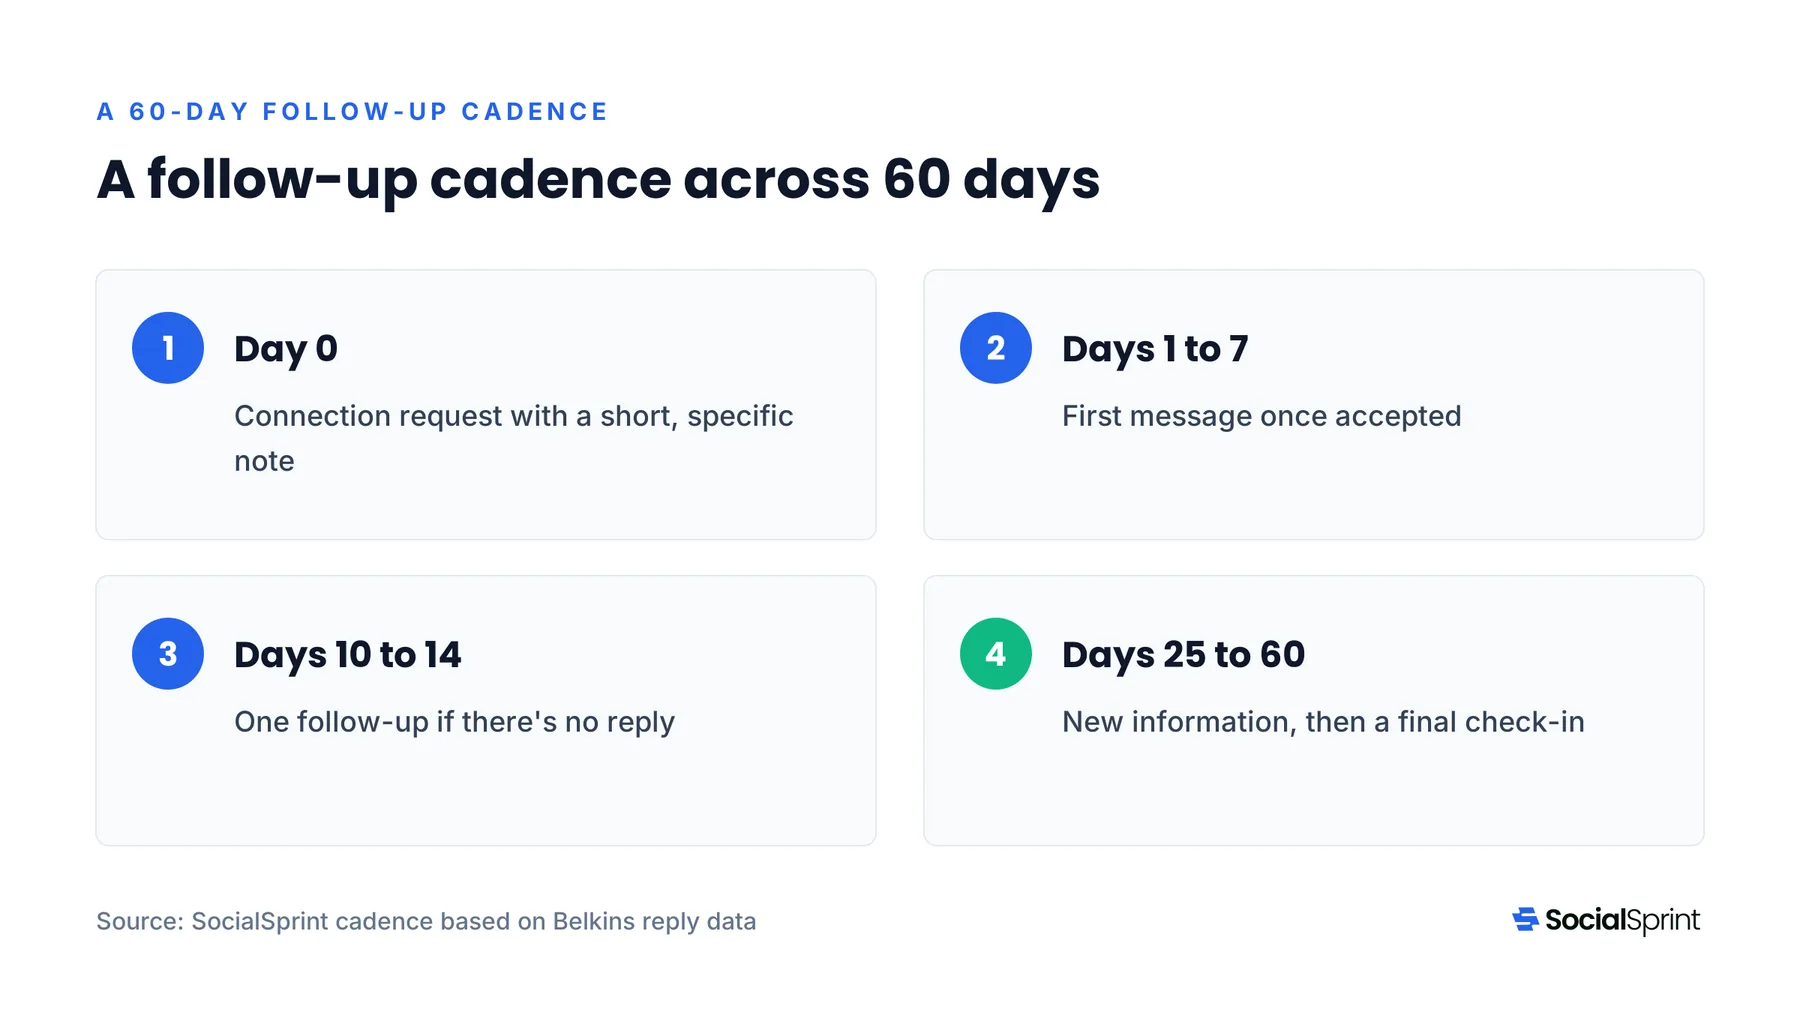 A 60-DAY FOLLOW-UP CADENCE
A follow-up cadence across 60 days
1
Day 0
Connection request with a short, specific
note
2
Days 1 to 7
First message once accepted
3
Days 10 to 14
One follow-up if there's no reply
4
Days 25 to 60
New information, then a final check-in
Source: SocialSprint cadence based on Belkins reply data
SocialSprint